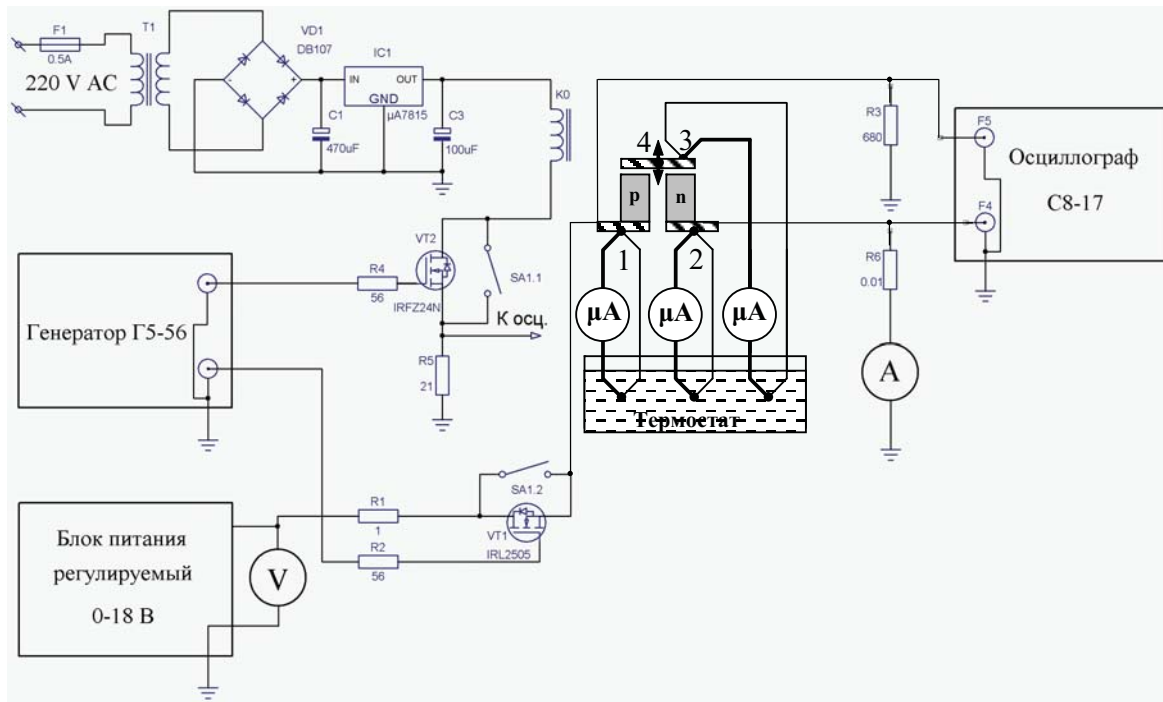 F1
0.5A
220 V AC
T1
VD1
DB107
-
+
IC1
IN
OUT
GND
μA7815
C1
470uF
C3
100uF
K0
4
3
p
n
1
2
μA
μA
μA
Термостат
R3
680
F5
F4
Осциллограф
С8-17
R6
0.01
A
Генератор Г5-56
R4
56
VT2
IRFZ24N
SA1.1
К осц.
R5
21
Блок питания
регулируемый
0-18 В
V
R1
1
R2
56
SA1.2
VT1
IRL2505